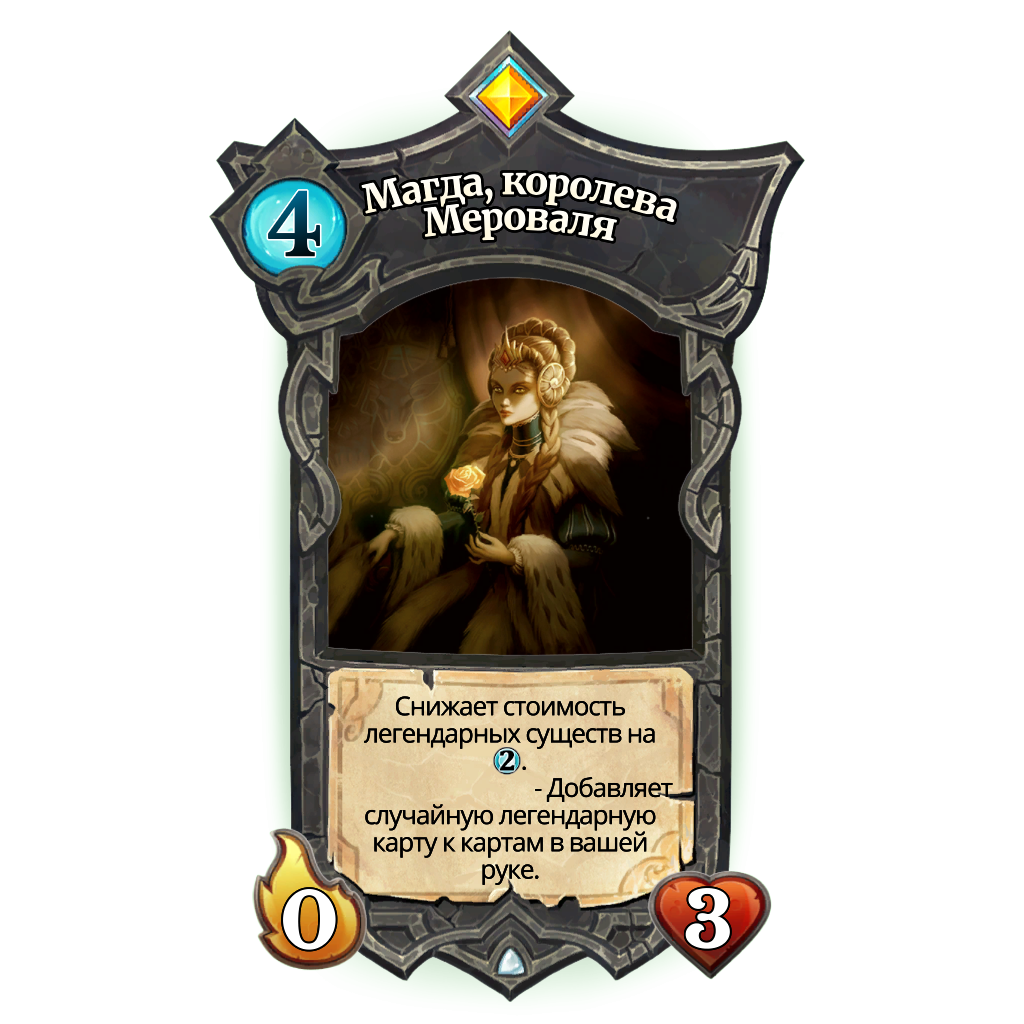 4
Магда, королева
Мероваля
Снижает стоимость
легендарных существ на
2.
- Добавляет
случайную легендарную
карту к картам в вашей
руке.
0
3